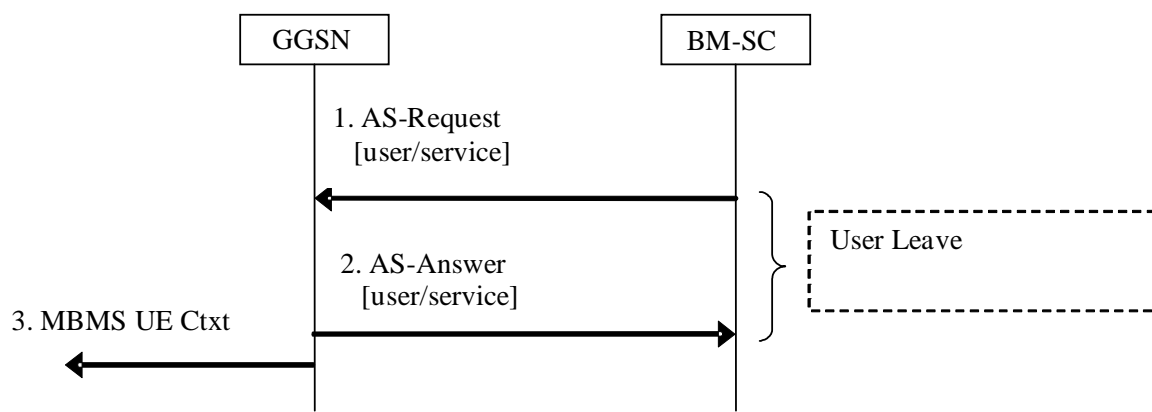 GGSN
BM-SC
1. AS-Request
[user/service]
User Leave
2. AS-Answer
[user/service]
3. MBMS UE Ctxt